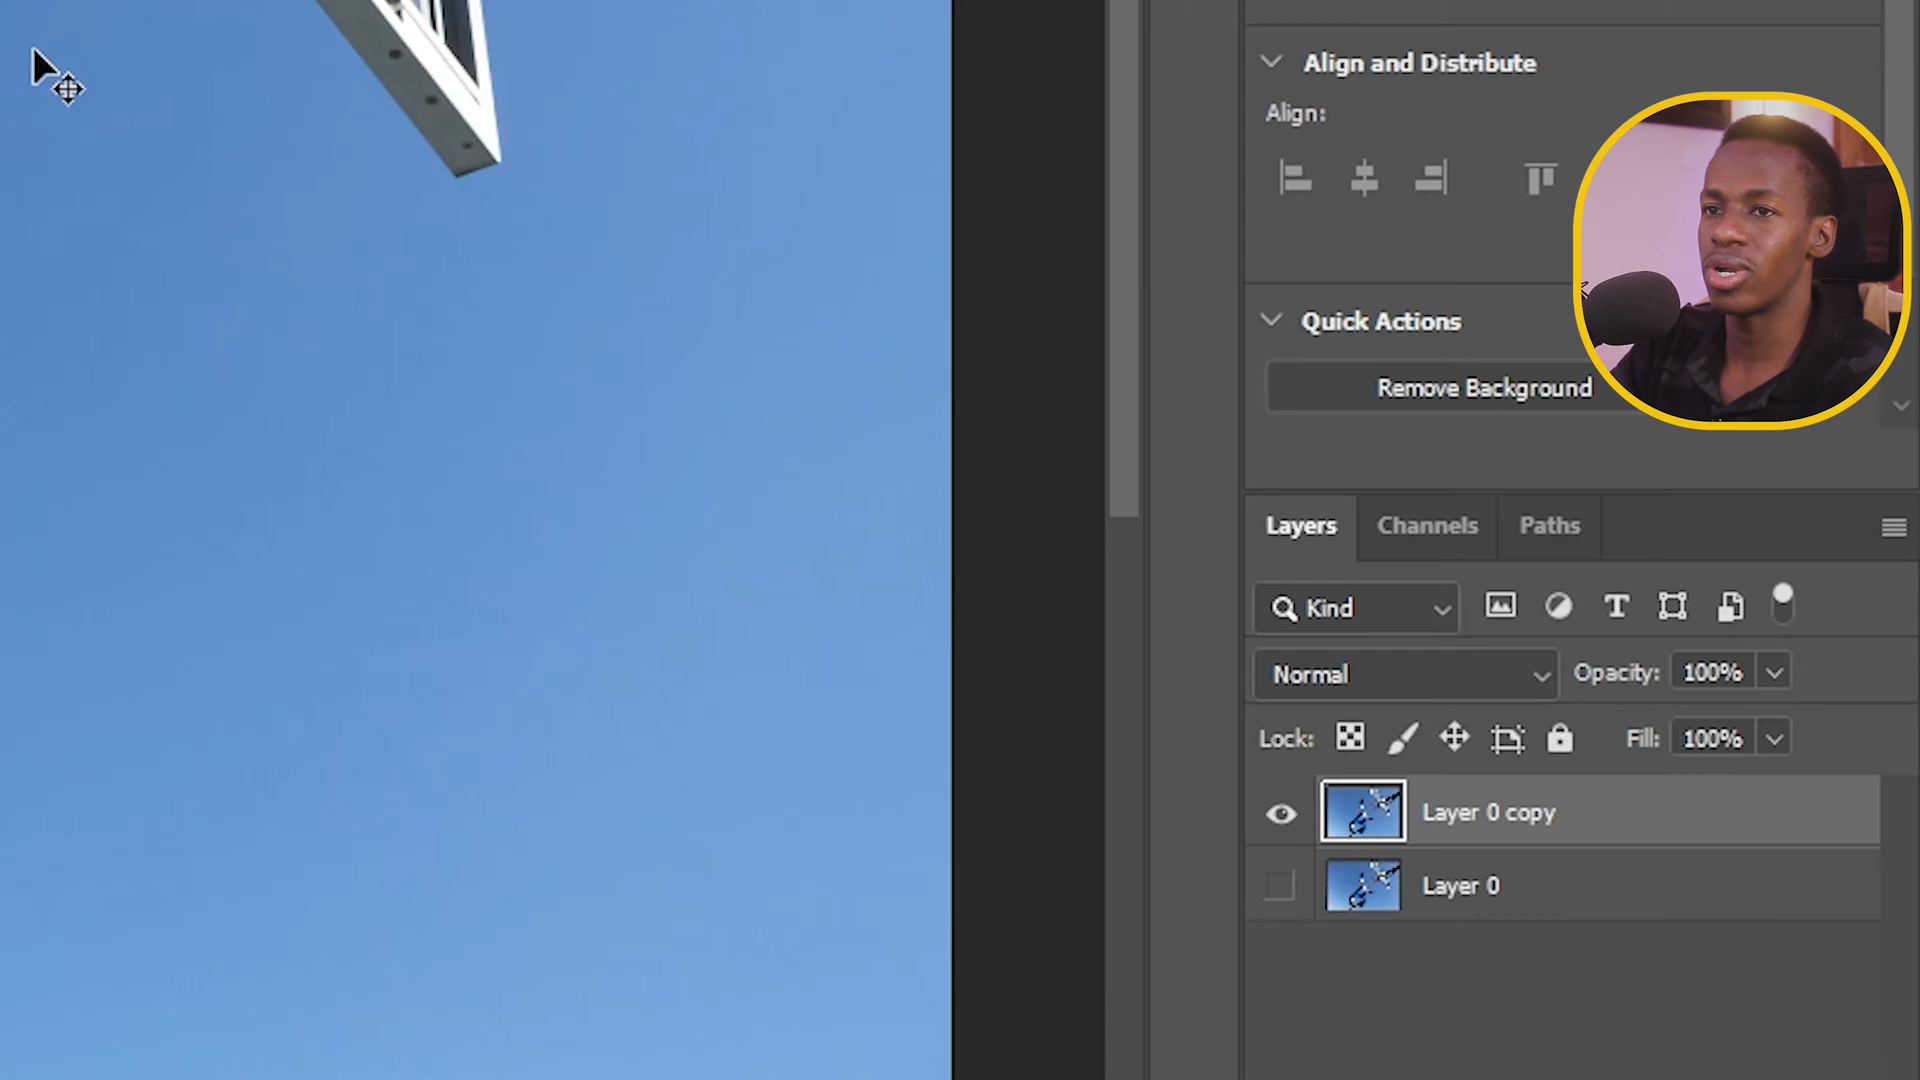 Align and Distribute
Align:
Quick Actions
Remove Background
Layers Channels Paths
Kind
Normal Opacity: 100%
Lock: Fill: 100%
Layer 0 copy
Layer 0